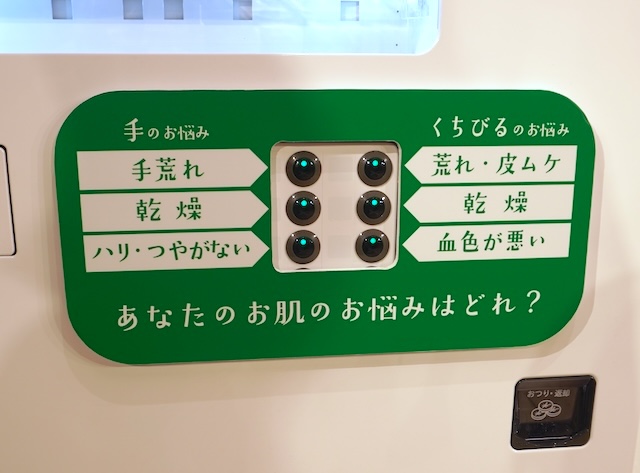 手のお悩み
手荒れ
乾燥
ハリ・つやがない
くちびるのお悩み
荒れ・皮ムケ
乾燥
血色が悪い
あなたのお肌のお悩みはどれ？
おつり・返却